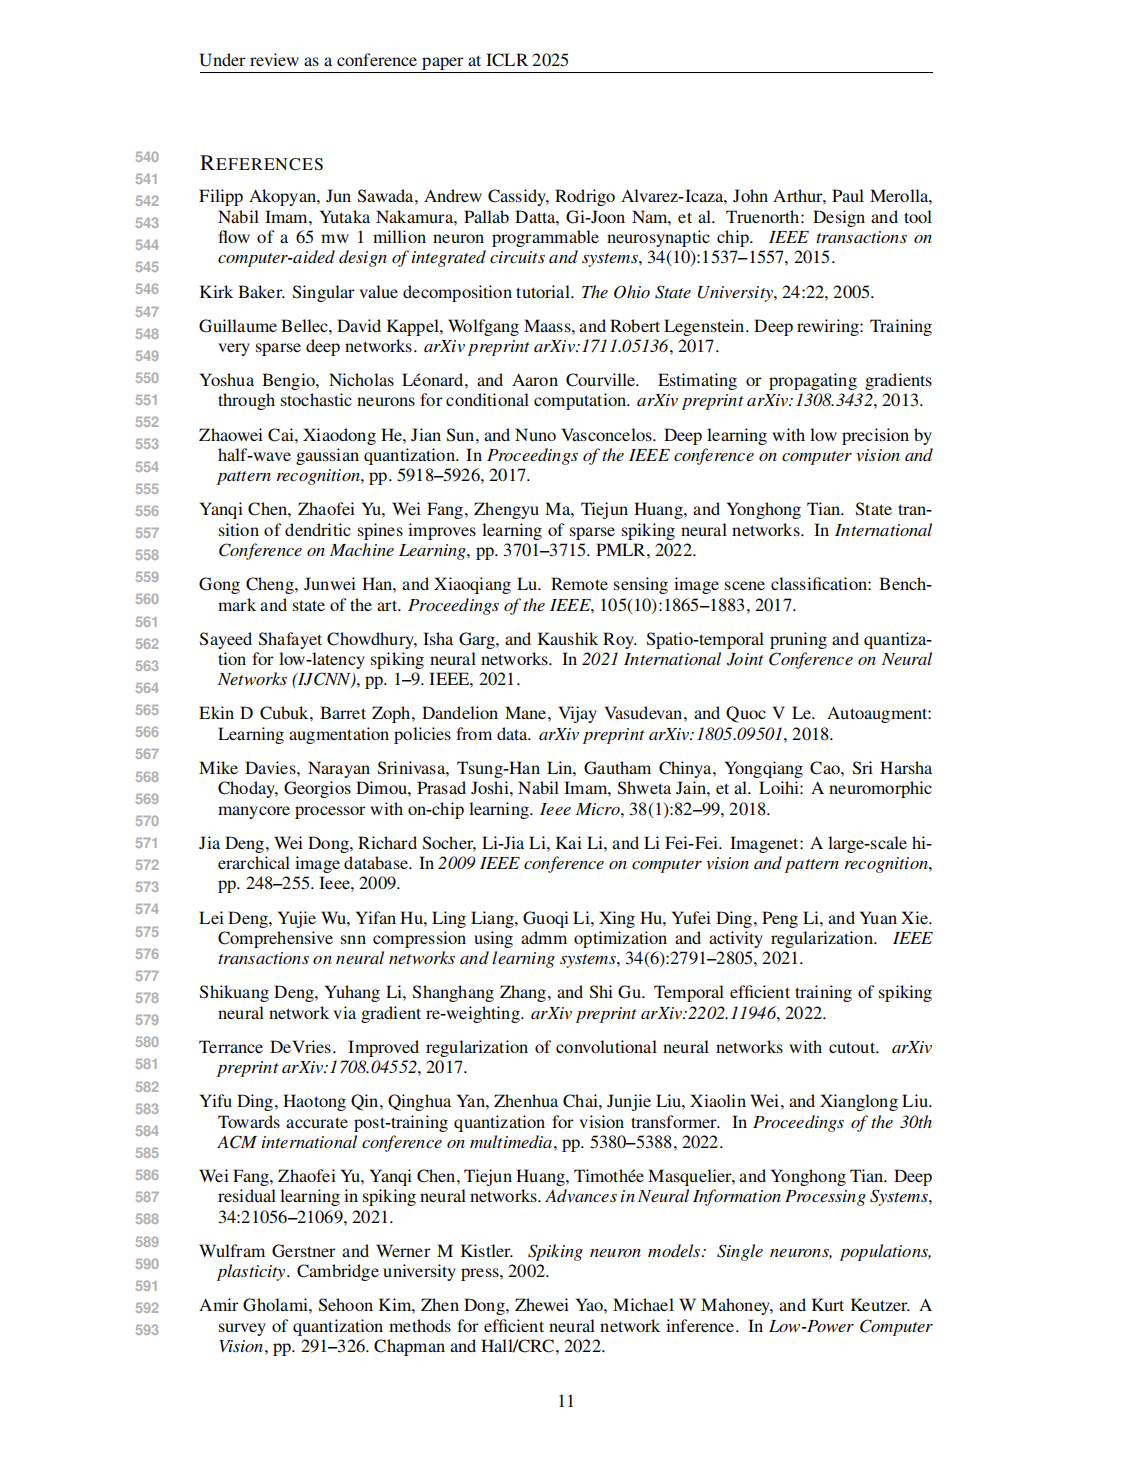 Under review as a conference paper at ICLR 2025
540
541
542
543
544
545
546
547
548
549
550
551
552
553
554
555
556
557
558
559
560
561
562
563
564
565
566
567
568
569
570
571
572
573
574
575
576
577
578
579
580
581
582
583
584
585
586
587
588
589
590
591
592
593
REFERENCES
Filipp Akopyan, Jun Sawada, Andrew Cassidy, Rodrigo Alvarez-Icaza, John Arthur, Paul Merolla,
Nabil Imam, Yutaka Nakamura, Pallab Datta, Gi-Joon Nam, et al. Truenorth: Design and tool
flow of a 65 mw 1 million neuron programmable neurosynaptic chip. IEEE transactions on
computer-aided design of integrated circuits and systems, 34(10):1537–1557, 2015.
Kirk Baker. Singular value decomposition tutorial. The Ohio State University, 24:22, 2005.
Guillaume Bellec, David Kappel, Wolfgang Maass, and Robert Legenstein. Deep rewiring: Training
very sparse deep networks. arXiv preprint arXiv:1711.05136, 2017.
Yoshua Bengio, Nicholas Léonard, and Aaron Courville. Estimating or propagating gradients
through stochastic neurons for conditional computation. arXiv preprint arXiv:1308.3432, 2013.
Zhaowei Cai, Xiaodong He, Jian Sun, and Nuno Vasconcelos. Deep learning with low precision by
half-wave gaussian quantization. In Proceedings of the IEEE conference on computer vision and
pattern recognition, pp. 5918–5926, 2017.
Yanqi Chen, Zhaofei Yu, Wei Fang, Zhengyu Ma, Tiejun Huang, and Yonghong Tian. State tran-
sition of dendritic spines improves learning of sparse spiking neural networks. In International
Conference on Machine Learning, pp. 3701–3715. PMLR, 2022.
Gong Cheng, Junwei Han, and Xiaoqiang Lu. Remote sensing image scene classification: Bench-
mark and state of the art. Proceedings of the IEEE, 105(10):1865–1883, 2017.
Sayeed Shafayet Chowdhury, Isha Garg, and Kaushik Roy. Spatio-temporal pruning and quantiza-
tion for low-latency spiking neural networks. In 2021 International Joint Conference on Neural
Networks (IJCNN), pp. 1–9. IEEE, 2021.
Ekin D Cubuk, Barret Zoph, Dandelion Mane, Vijay Vasudevan, and Quoc V Le. Autoaugment:
Learning augmentation policies from data. arXiv preprint arXiv:1805.09501, 2018.
Mike Davies, Narayan Srinivasa, Tsung-Han Lin, Gautham Chinya, Yongqiang Cao, Sri Harsha
Choday, Georgios Dimou, Prasad Joshi, Nabil Imam, Shweta Jain, et al. Loihi: A neuromorphic
manycore processor with on-chip learning. Ieee Micro, 38(1):82–99, 2018.
Jia Deng, Wei Dong, Richard Socher, Li-Jia Li, Kai Li, and Li Fei-Fei. Imagenet: A large-scale hi-
erarchical image database. In 2009 IEEE conference on computer vision and pattern recognition,
pp. 248–255. Ieee, 2009.
Lei Deng, Yujie Wu, Yifan Hu, Ling Liang, Guoqi Li, Xing Hu, Yufei Ding, Peng Li, and Yuan Xie.
Comprehensive snn compression using admm optimization and activity regularization. IEEE
transactions on neural networks and learning systems, 34(6):2791–2805, 2021.
Shikuang Deng, Yuhang Li, Shanghang Zhang, and Shi Gu. Temporal efficient training of spiking
neural network via gradient re-weighting. arXiv preprint arXiv:2202.11946, 2022.
Terrance DeVries. Improved regularization of convolutional neural networks with cutout. arXiv
preprint arXiv:1708.04552, 2017.
Yifu Ding, Haotong Qin, Qinghua Yan, Zhenhua Chai, Junjie Liu, Xiaolin Wei, and Xianglong Liu.
Towards accurate post-training quantization for vision transformer. In Proceedings of the 30th
ACM international conference on multimedia, pp. 5380–5388, 2022.
Wei Fang, Zhaofei Yu, Yanqi Chen, Tiejun Huang, Timothée Masquelier, and Yonghong Tian. Deep
residual learning in spiking neural networks. Advances in Neural Information Processing Systems,
34:21056–21069, 2021.
Wulfram Gerstner and Werner M Kistler. Spiking neuron models: Single neurons, populations,
plasticity. Cambridge university press, 2002.
Amir Gholami, Sehoon Kim, Zhen Dong, Zhewei Yao, Michael W Mahoney, and Kurt Keutzer. A
survey of quantization methods for efficient neural network inference. In Low-Power Computer
Vision, pp. 291–326. Chapman and Hall/CRC, 2022.
11